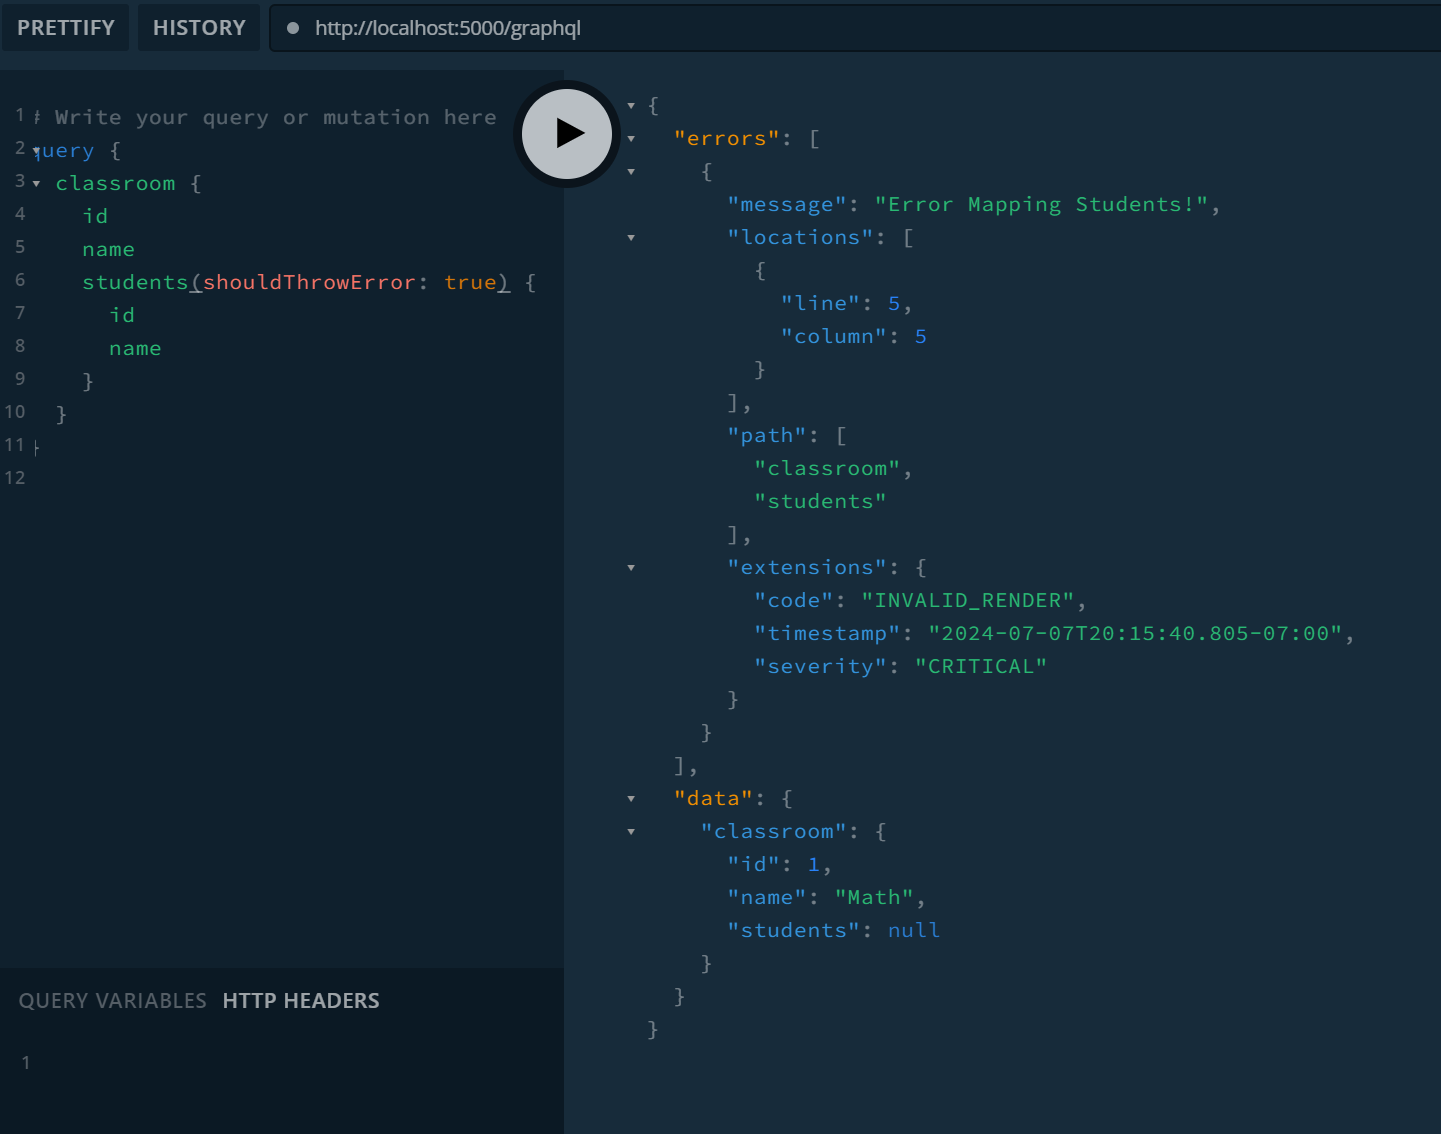 PRETTIFY HISTORY http://localhost:5000/graphql
1 # Write your query or mutation here
2 query {
3 classroom {
4 id
5 name
6 students(shouldThrowError: true) {
7 id
8 name
9 }
10 }
11 }
12
QUERY VARIABLES HTTP HEADERS
1
{
"errors": [
{
"message": "Error Mapping Students!",
"locations": [
{
"line": 5,
"column": 5
}
],
"path": [
"classroom",
"students"
],
"extensions": {
"code": "INVALID_RENDER",
"timestamp": "2024-07-07T20:15:40.805-07:00",
"severity": "CRITICAL"
}
}
],
"data": {
"classroom": {
"id": 1,
"name": "Math",
"students": null
}
}
}